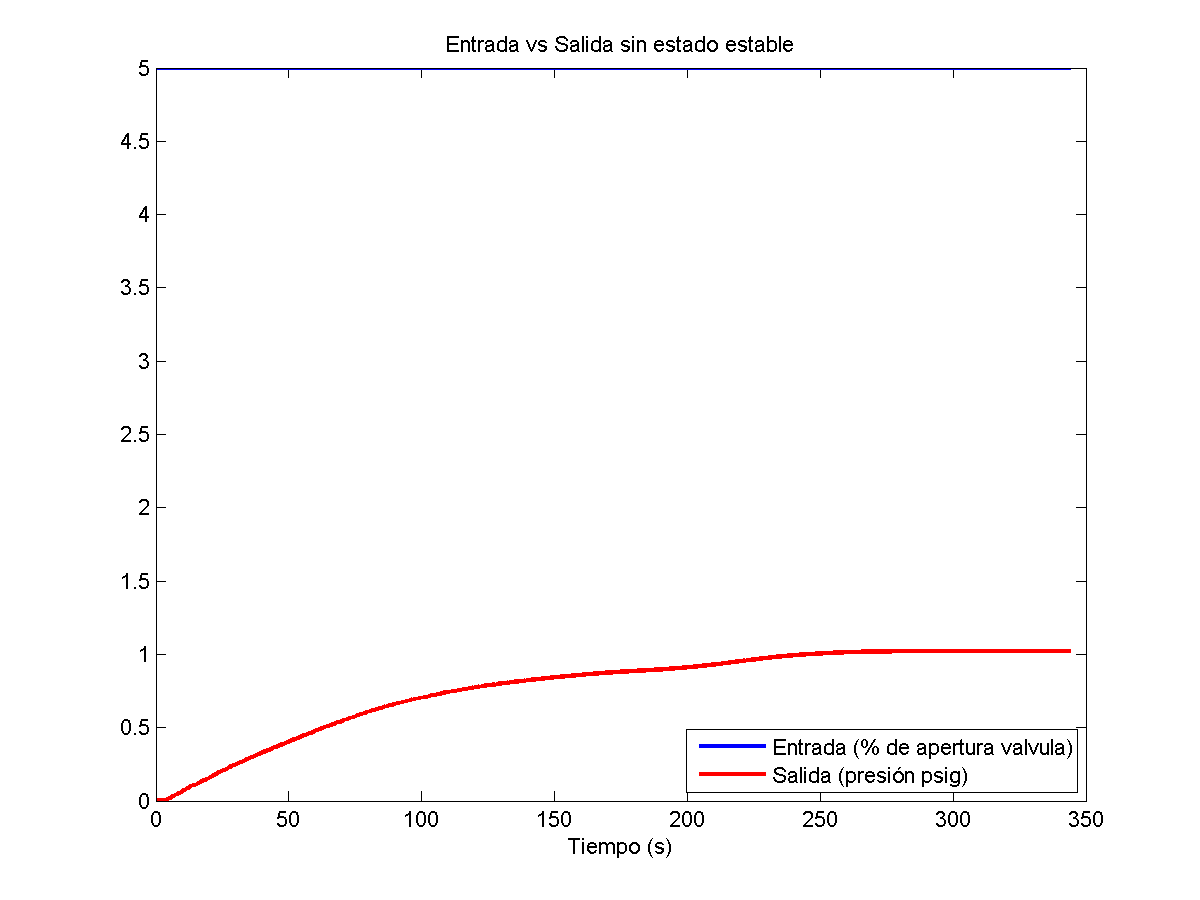 Entrada vs Salida sin estado estable
5
4.5
4
3.5
3
2.5
2
1.5
1
0.5
0
Entrada (% de apertura valvula)
Salida (presión psig)
0 50 100 150 200 250 300 350
Tiempo (s)